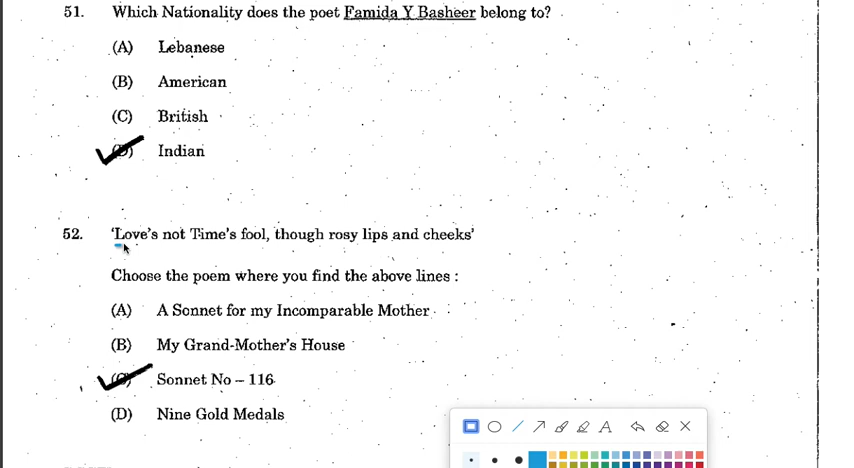 51. Which Nationality does the poet Famida Y Basheer belong to?
(A) Lebanese
(B) American
(C) British
(D) Indian
52. ‘Love's not Time's fool, though rosy lips and cheeks’
Choose the poem where you find the above lines :
(A) A Sonnet for my Incomparable Mother
(B) My Grand-Mother's House
(C) Sonnet No – 116
(D) Nine Gold Medals
A